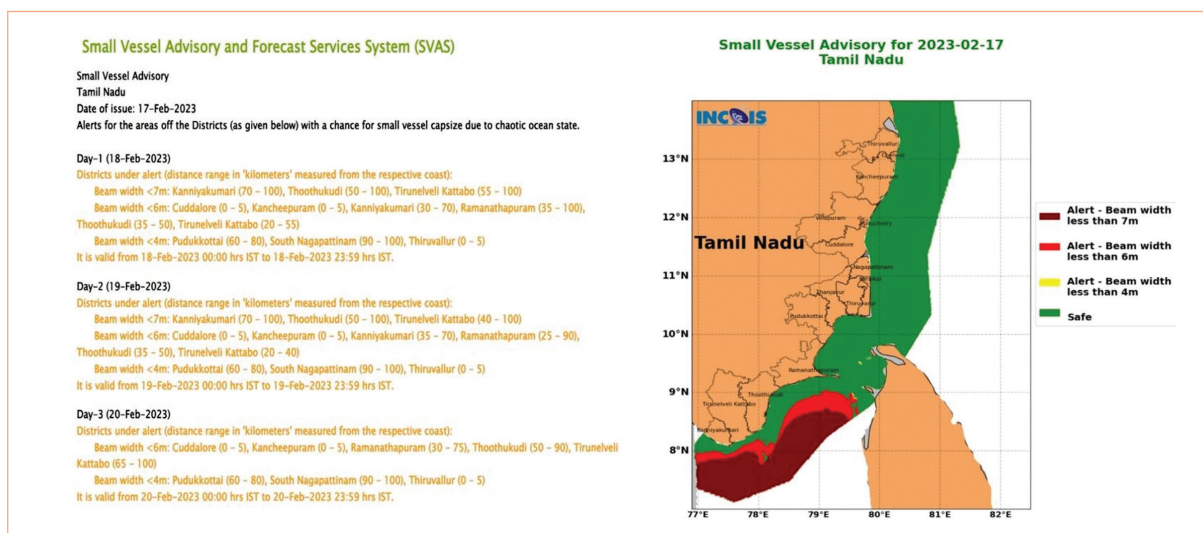 Small Vessel Advisory and Forecast Services System (SVAS)
Small Vessel Advisory
Tamil Nadu
Date of issue: 17-Feb-2023
Alerts for the areas off the Districts (as given below) with a chance for small vessel capsize due to chaotic ocean state.
Day-1 (18-Feb-2023)
Districts under alert (distance range in 'kilometers' measured from the respective coast):
Beam width <7m: Kanniyakumari (70 - 100), Thoothukudi (50 - 100), Tirunelveli Kattabo (55 - 100)
Beam width <6m: Cuddalore (0 - 5), Kancheepuram (0 - 5), Kanniyakumari (30 - 70), Ramanathapuram (35 - 100),
Thoothukudi (35 - 50), Tirunelveli Kattabo (20 - 55)
Beam width <4m: Pudukkottai (60 - 80), South Nagapattinam (90 - 100), Thiruvallur (0 - 5)
It is valid from 18-Feb-2023 00:00 hrs IST to 18-Feb-2023 23:59 hrs IST.
Day-2 (19-Feb-2023)
Districts under alert (distance range in 'kilometers' measured from the respective coast):
Beam width <7m: Kanniyakumari (70 - 100), Thoothukudi (50 - 100), Tirunelveli Kattabo (40 - 100)
Beam width <6m: Cuddalore (0 - 5), Kancheepuram (0 - 5), Kanniyakumari (35 - 70), Ramanathapuram (25 - 90),
Thoothukudi (35 - 50), Tirunelveli Kattabo (20 - 40)
Beam width <4m: Pudukkottai (60 - 80), South Nagapattinam (90 - 100), Thiruvallur (0 - 5)
It is valid from 19-Feb-2023 00:00 hrs IST to 19-Feb-2023 23:59 hrs IST.
Day-3 (20-Feb-2023)
Districts under alert (distance range in 'kilometers' measured from the respective coast):
Beam width <6m: Cuddalore (0 - 5), Kancheepuram (0 - 5), Ramanathapuram (30 - 75), Thoothukudi (50 - 90), Tirunelveli
Kattabo (65 - 100)
Beam width <4m: Pudukkottai (60 - 80), South Nagapattinam (90 - 100), Thiruvallur (0 - 5)
It is valid from 20-Feb-2023 00:00 hrs IST to 20-Feb-2023 23:59 hrs IST.
Small Vessel Advisory for 2023-02-17
Tamil Nadu
INCOIS
Thiruvallur
Chennai
Kancheepuram
Cuddalore
Tamil Nadu
Nagapattinam
Thanjavur
Pudukkottai
Ramanathapuram
Thoothukudi
Tirunelveli Kattabo
Kanniyakumari
13°N
12°N
11°N
10°N
9°N
8°N
77°E
78°E
79°E
80°E
81°E
82°E
Alert - Beam width
less than 7m
Alert - Beam width
less than 6m
Alert - Beam width
less than 4m
Safe